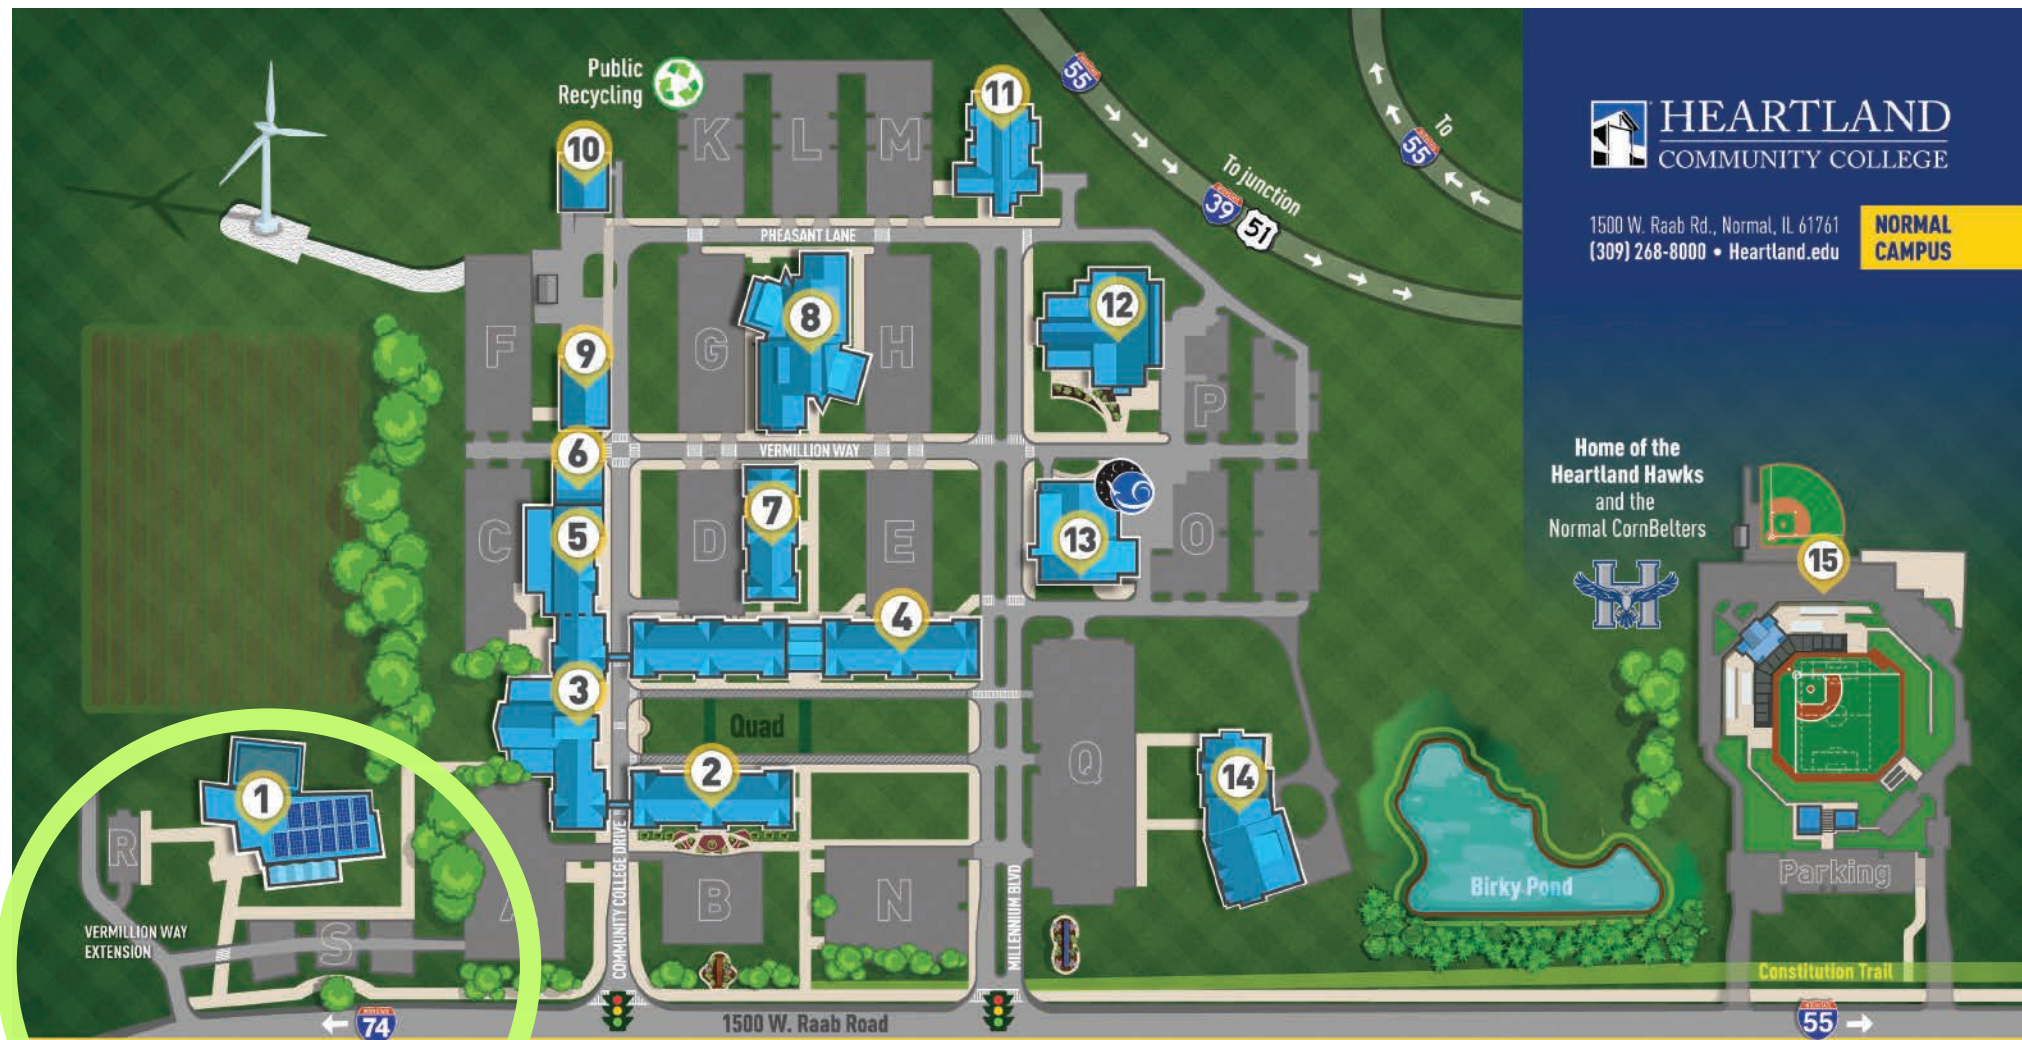 Public
Recycling
K
L
M
11
10
55
To
55
To junction
39
51
PHEASANT LANE
HEARTLAND
COMMUNITY COLLEGE
1500 W. Raab Rd., Normal, IL 61761
(309) 268-8000 • Heartland.edu
NORMAL
CAMPUS
F
9
G
8
H
12
P
6
VERMILLION WAY
C
5
D
7
E
13
O
Home of the
Heartland Hawks
and the
Normal CornBelters
H
15
4
3
Quad
2
Q
14
1
R
A
B
N
S
VERMILLION WAY
EXTENSION
COMMUNITY COLLEGE DRIVE
MILLENNIUM BLVD
Birky Pond
Parking
Constitution Trail
74
1500 W. Raab Road
55